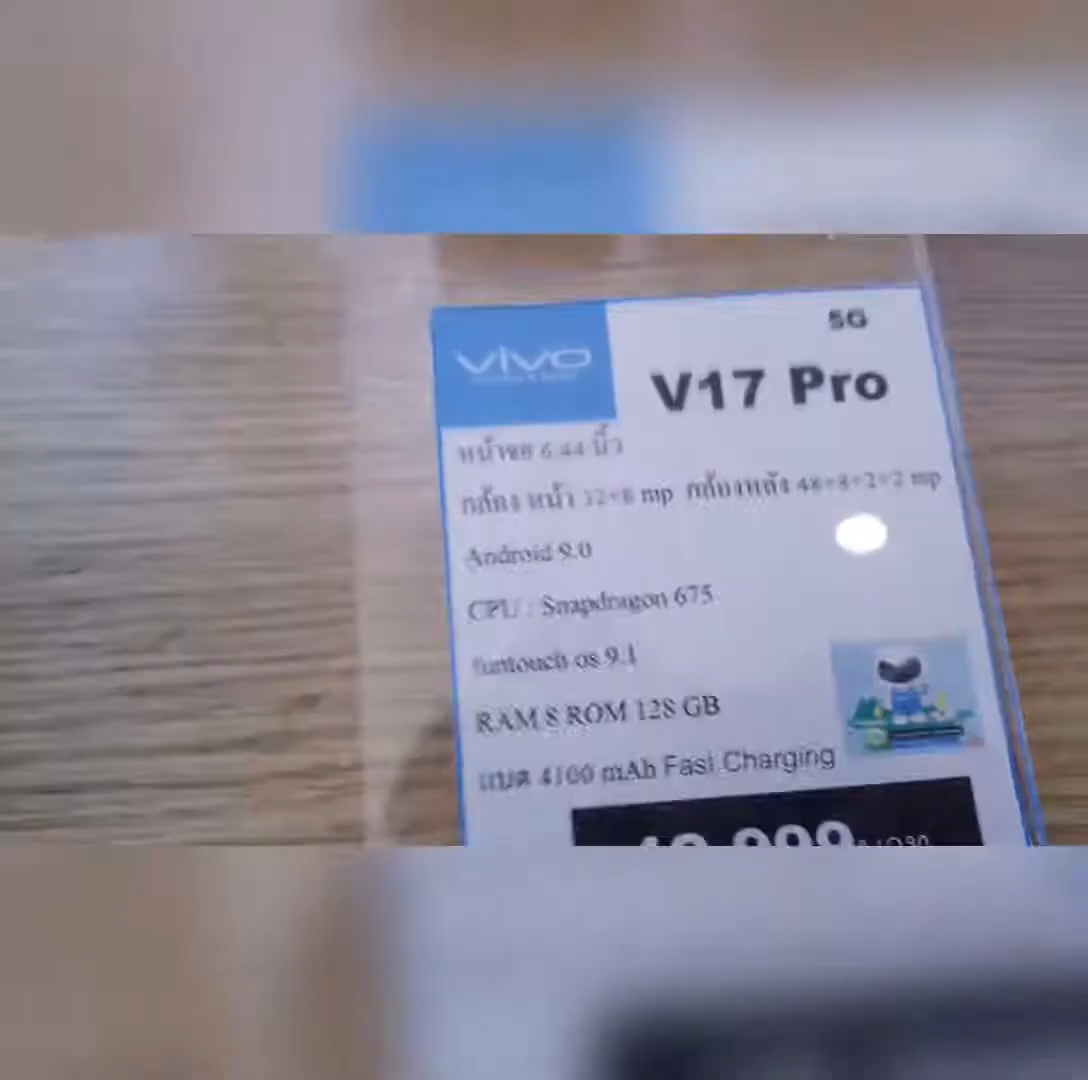 5G
vivo
V17 Pro
หน้าจอ 6.44 นิ้ว
กล้อง หน้า 32+8 mp กล้องหลัง 48+8+2+2 mp
Android 9.0
CPU : Snapdragon 675
funtouch os 9.1
RAM 8 ROM 128 GB
แบต 4100 mAh Fast Charging